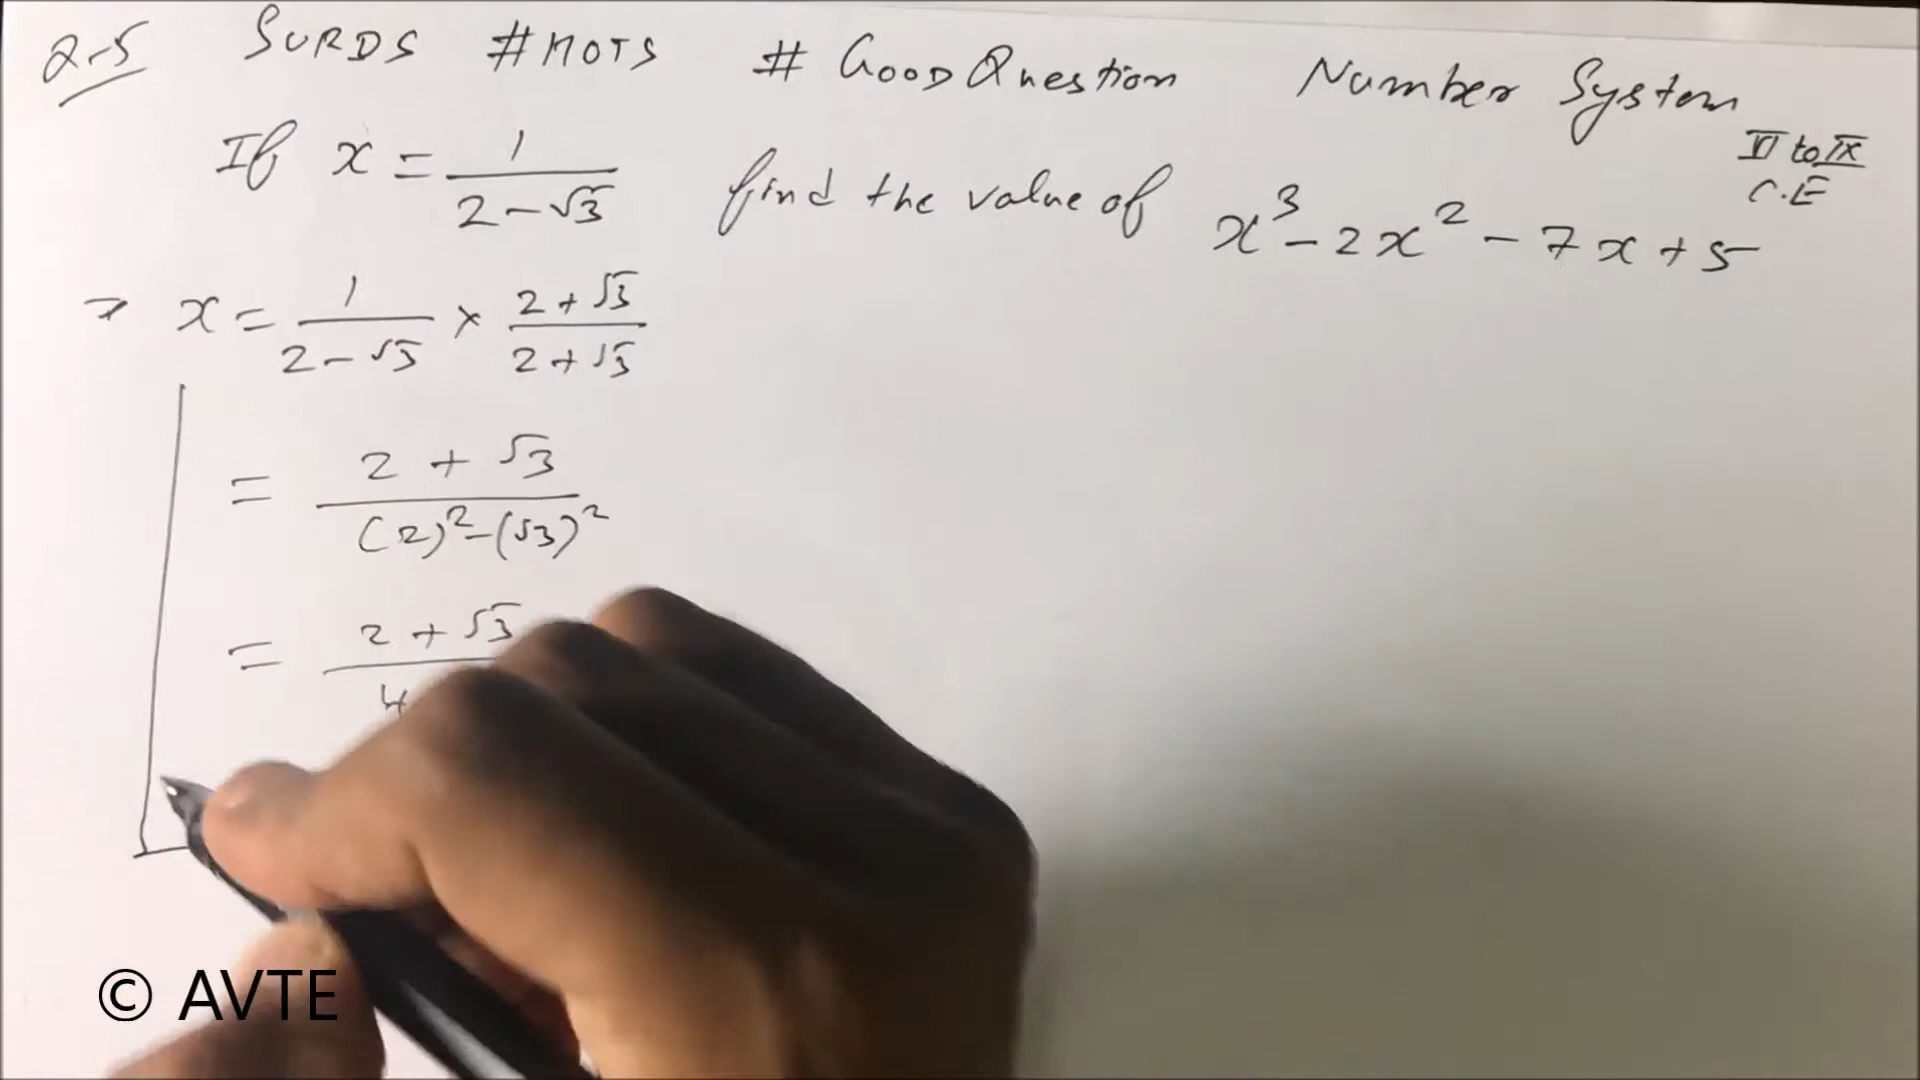 Q-5 SURDS #HOTS # GOOD Question Number System
VI to IX
C.E
If x = 1/(2-√3) find the value of x³-2x²-7x+5
→ x = 1/(2-√3) × (2+√3)/(2+√3)
= (2+√3)/((2)²-(√3)²)
= 2+√3
4
© AVTE